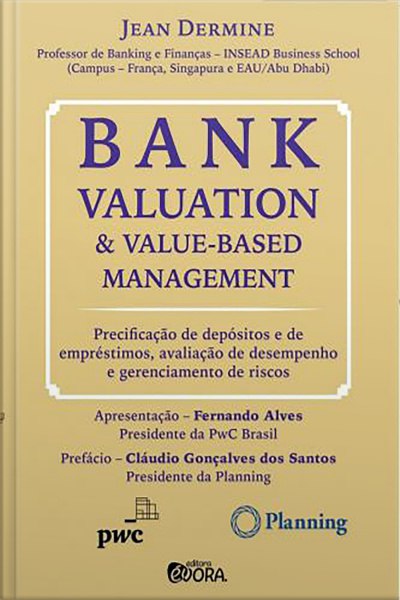 JEAN DERMINE
Professor de Banking e Finanças – INSEAD Business School
(Campus – França, Singapura e EAU/Abu Dhabi)
BANK
VALUATION
& VALUE-BASED
MANAGEMENT
Precificação de depósitos e de
empréstimos, avaliação de desempenho
e gerenciamento de riscos
Apresentação – Fernando Alves
Presidente da PwC Brasil
Prefácio – Cláudio Gonçalves dos Santos
Presidente da Planning
pwc
Planning
editora
évORA.